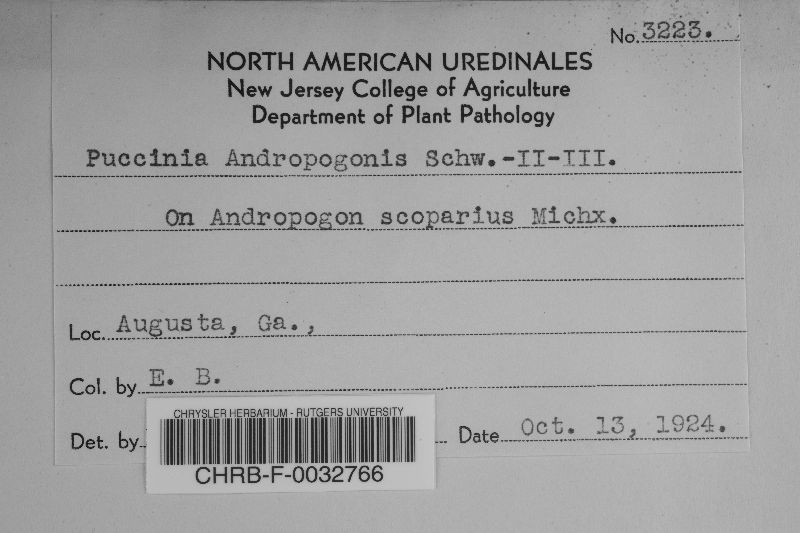 No. 3223.
NORTH AMERICAN UREDINALES
New Jersey College of Agriculture
Department of Plant Pathology
Puccinia Andropogonis Schw.-II-III.
On Andropogon scoparius Michx.
Loc. Augusta, Ga.,
Col. by E. B.
Det. by Date Oct. 13, 1924.
CHRYSLER HERBARIUM - RUTGERS UNIVERSITY
CHRB-F-0032766